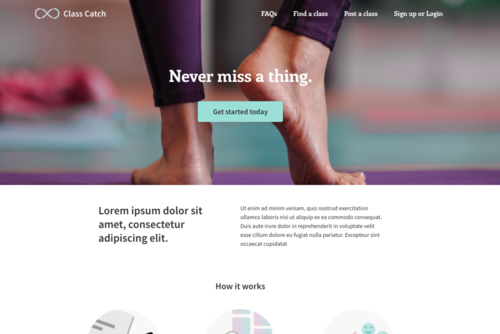 Class Catch
FAQs
Find a class
Post a class
Sign up or Login
Never miss a thing.
Get started today
Lorem ipsum dolor sit
amet, consectetur
adipiscing elit.
Ut enim ad minim veniam, quis nostrud exercitation
ullamco laboris nisi ut aliquip ex ea commodo consequat.
Duis aute irure dolor in reprehenderit in voluptate velit
esse cillum dolore eu fugiat nulla pariatur. Excepteur sint
occaecat cupidatat
How it works